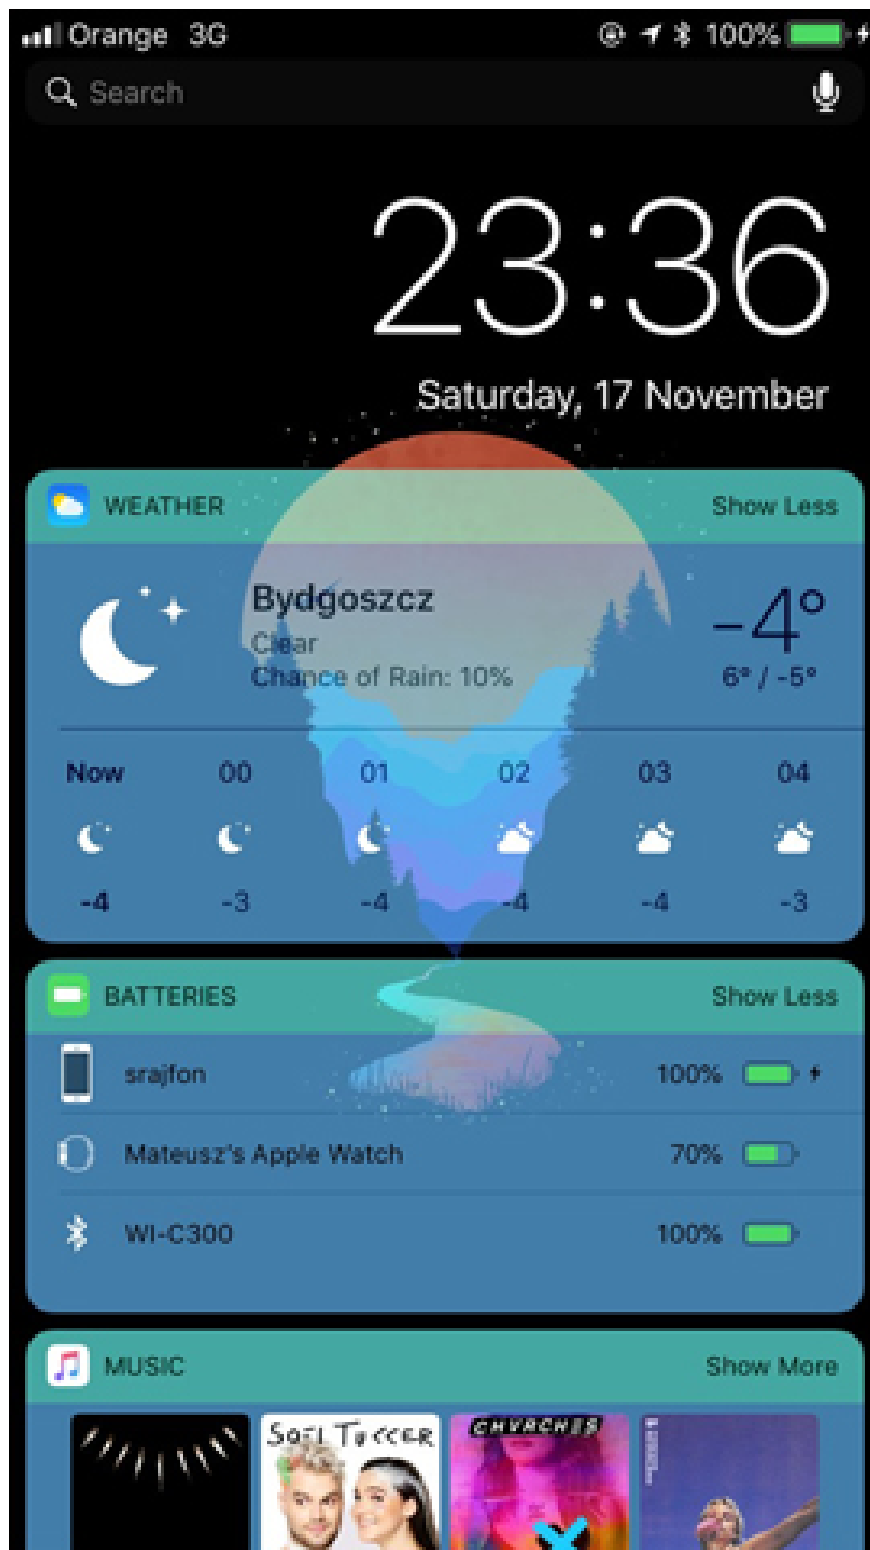 Orange 3G 100%
Search
23:36
Saturday, 17 November
WEATHER Show Less
Bydgoszcz
Clear
Chance of Rain: 10%
-4°
6° / -5°
Now 00 01 02 03 04
-4 -3 -4 -4 -4 -3
BATTERIES Show Less
srajfon 100%
Mateusz's Apple Watch 70%
WI-C300 100%
MUSIC Show More
SOFI TUKKER
CHVRCHES